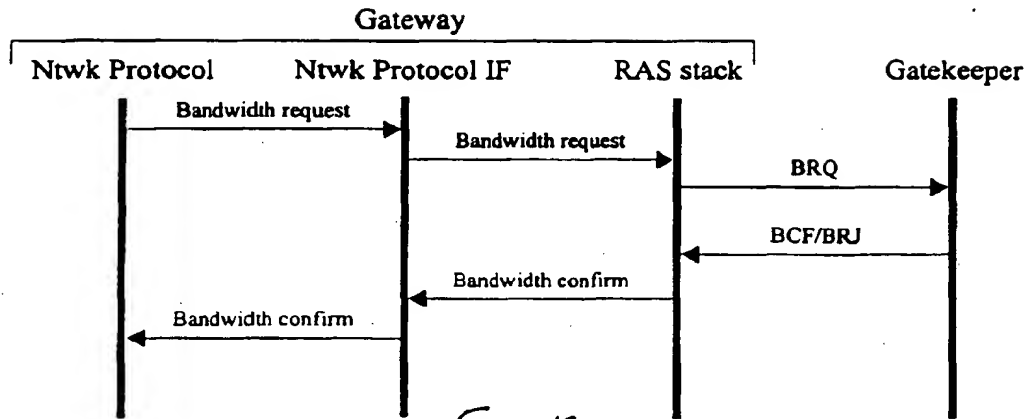 Gateway
Ntwk Protocol Ntwk Protocol IF RAS stack Gatekeeper
Bandwidth request
Bandwidth request
BRQ
BCF/BRJ
Bandwidth confirm
Bandwidth confirm